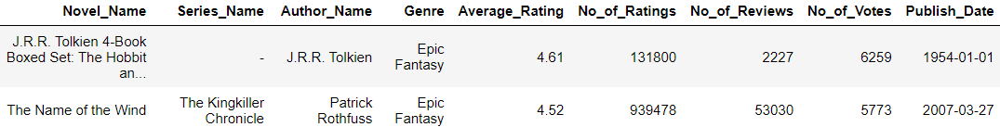 Novel_Name Series_Name Author_Name Genre Average_Rating No_of_Ratings No_of_Reviews No_of_Votes Publish_Date
J.R.R. Tolkien 4-Book
Boxed Set: The Hobbit
an...
-
J.R.R. Tolkien
Epic
Fantasy
4.61 131800 2227 6259 1954-01-01
The Name of the Wind
The Kingkiller
Chronicle
Patrick
Rothfuss
Epic
Fantasy
4.52 939478 53030 5773 2007-03-27